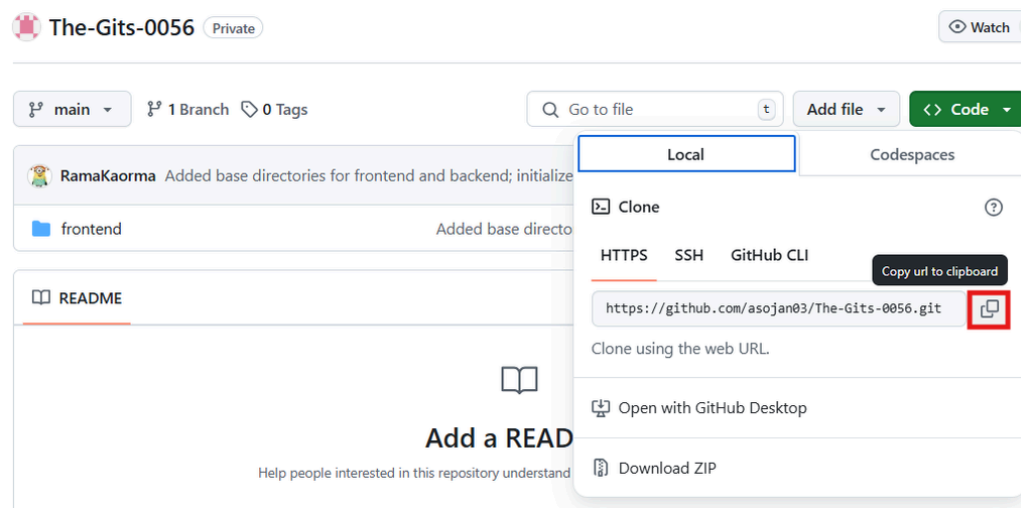 The-Gits-0056 Private
Watch
main 1 Branch 0 Tags
Go to file t
Add file
<> Code
RamaKaorma Added base directories for frontend and backend; initialize
frontend Added base directo
README
Add a READ
Help people interested in this repository understand
Local Codespaces
Clone
HTTPS SSH GitHub CLI
Copy url to clipboard
https://github.com/asojan03/The-Gits-0056.git
Clone using the web URL.
Open with GitHub Desktop
Download ZIP